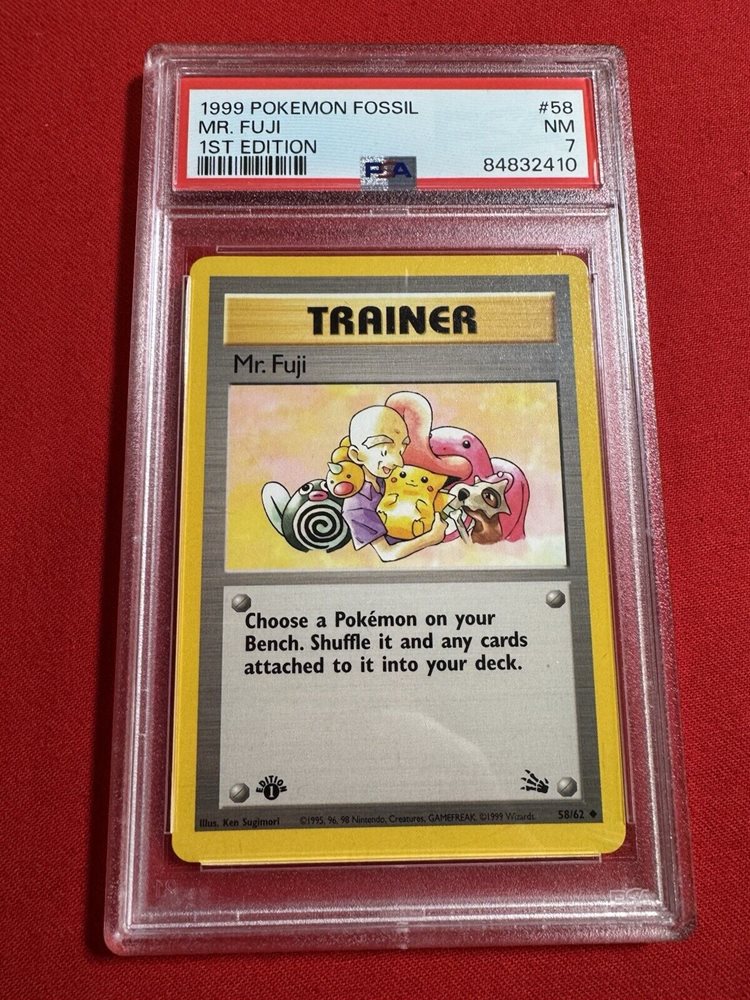 1999 POKEMON FOSSIL #58
MR. FUJI NM
1ST EDITION 7
PSA 84832410
TRAINER
Mr. Fuji
Choose a Pokémon on your
Bench. Shuffle it and any cards
attached to it into your deck.
EDITION
1
Illus. Ken Sugimori ©1995, 96, 98 Nintendo, Creatures, GAMEFREAK. ©1999 Wizards. 58/62